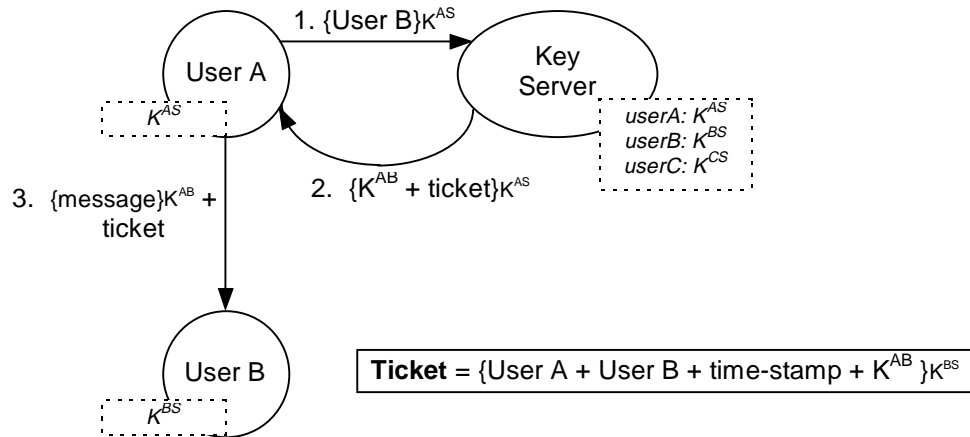 1. {User B}K^AS
User A
K^AS
Key
Server
userA: K^AS
userB: K^BS
userC: K^CS
2. {K^AB + ticket}K^AS
3. {message}K^AB +
ticket
User B
K^BS
Ticket = {User A + User B + time-stamp + K^AB }K^BS